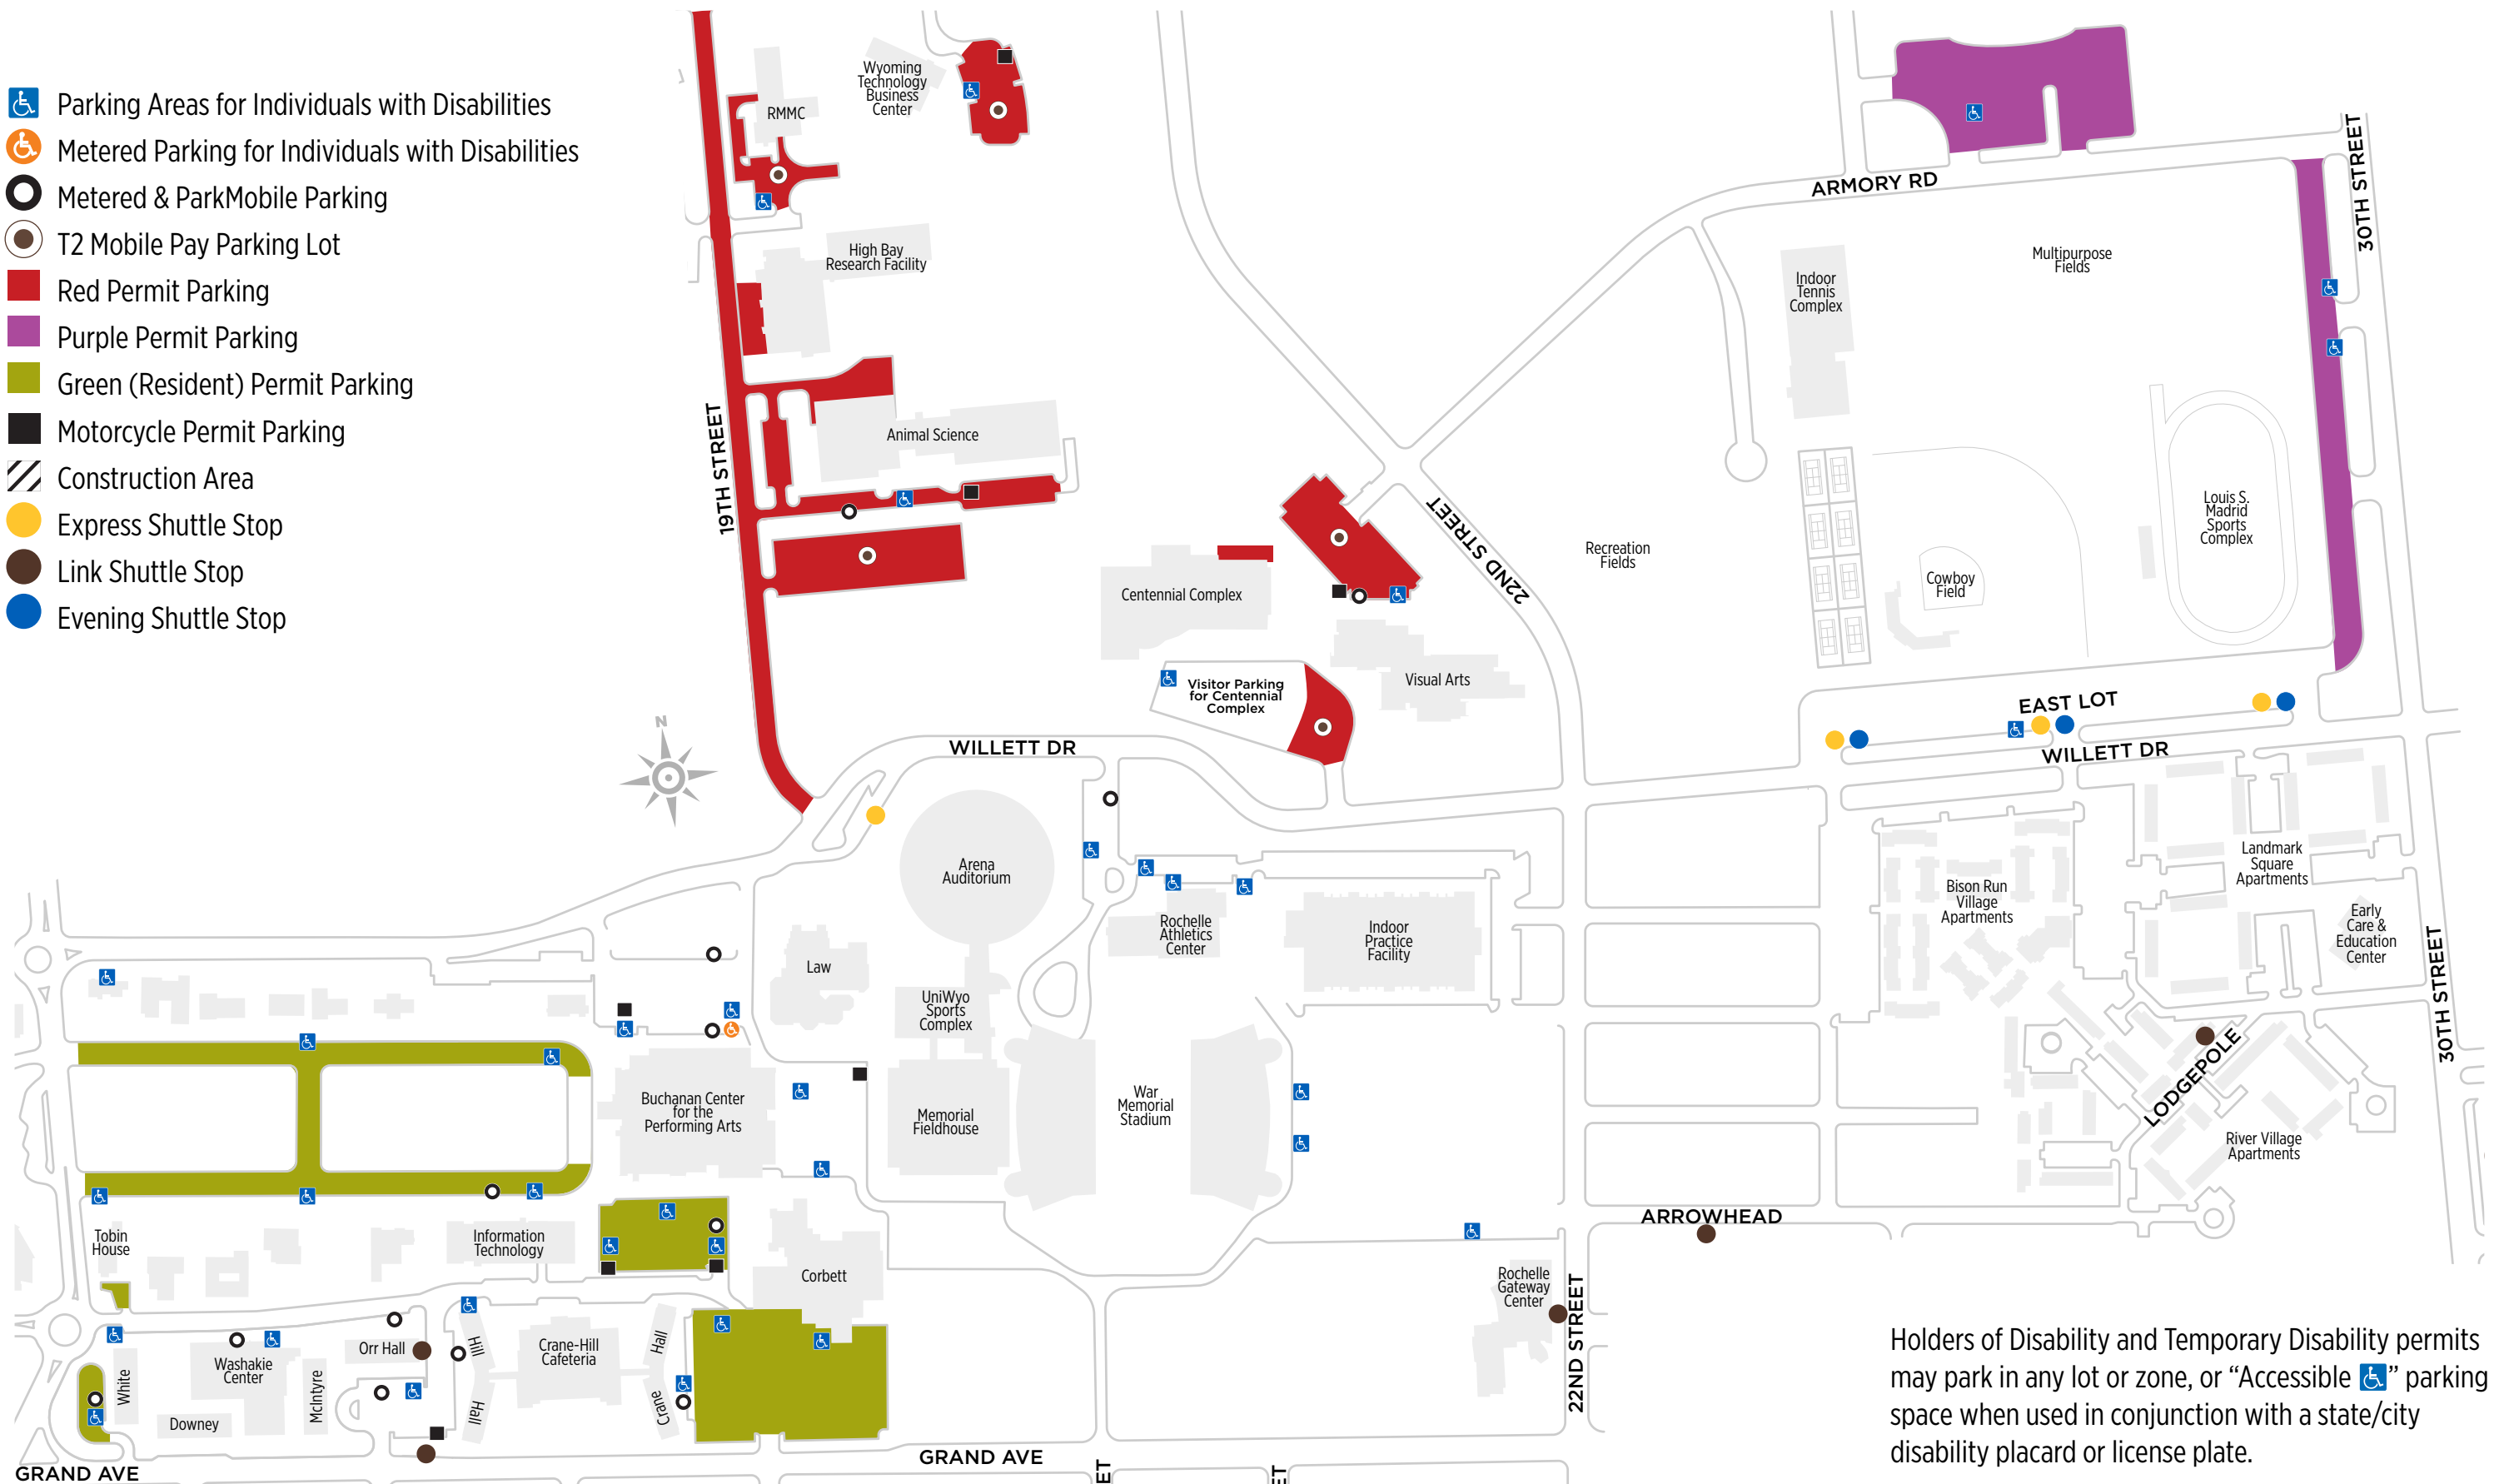 Parking Areas for Individuals with Disabilities
Metered Parking for Individuals with Disabilities
Metered & ParkMobile Parking
T2 Mobile Pay Parking Lot
Red Permit Parking
Purple Permit Parking
Green (Resident) Permit Parking
Motorcycle Permit Parking
Construction Area
Express Shuttle Stop
Link Shuttle Stop
Evening Shuttle Stop
Wyoming
Technology
Business
Center
RMMC
High Bay
Research Facility
19TH STREET
Animal Science
ARMORY RD
30TH STREET
Multipurpose
Fields
Indoor
Tennis
Complex
22ND STREET
Recreation
Fields
Louis S.
Madrid
Sports
Complex
Cowboy
Field
Centennial Complex
Visual Arts
Visitor Parking
for Centennial
Complex
N
EAST LOT
WILLETT DR
WILLETT DR
Arena
Auditorium
Landmark
Square
Apartments
Bison Run
Village
Apartments
Early
Care &
Education
Center
Rochelle
Athletics
Center
Indoor
Practice
Facility
Law
UniWyo
Sports
Complex
30TH STREET
LODGEPOLE
Buchanan Center
for the
Performing Arts
Memorial
Fieldhouse
War
Memorial
Stadium
River Village
Apartments
ARROWHEAD
Tobin
House
Information
Technology
Corbett
Rochelle
Gateway
Center
22ND STREET
Orr Hall
Hill
Hall
Crane-Hill
Cafeteria
Hall
Crane
Washakie
Center
White
McIntyre
Downey
GRAND AVE
GRAND AVE
ET
ET
Holders of Disability and Temporary Disability permits
may park in any lot or zone, or “Accessible ” parking
space when used in conjunction with a state/city
disability placard or license plate.